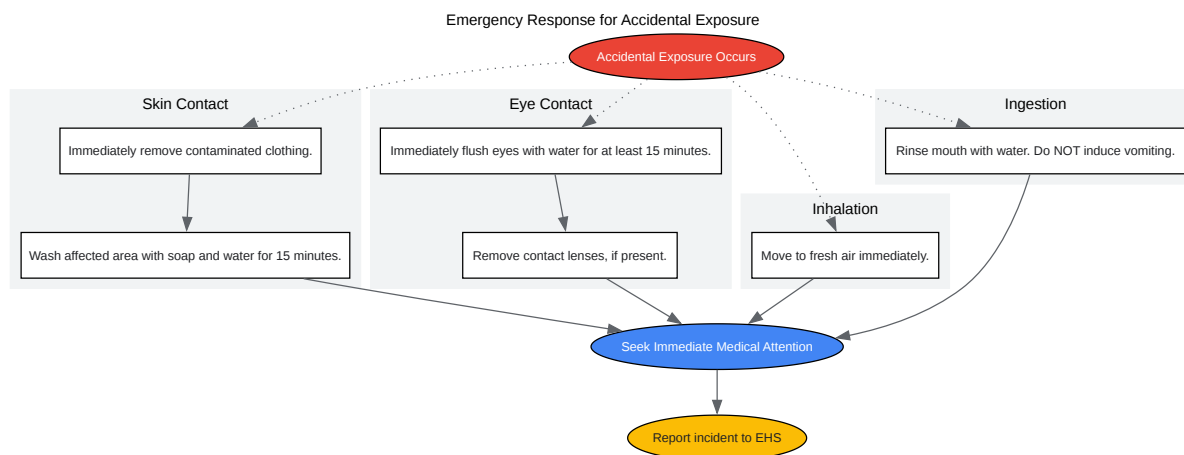 Emergency Response for Accidental Exposure
Accidental Exposure Occurs
Skin Contact
Immediately remove contaminated clothing.
Wash affected area with soap and water for 15 minutes.
Eye Contact
Immediately flush eyes with water for at least 15 minutes.
Remove contact lenses, if present.
Inhalation
Move to fresh air immediately.
Ingestion
Rinse mouth with water. Do NOT induce vomiting.
Seek Immediate Medical Attention
Report incident to EHS